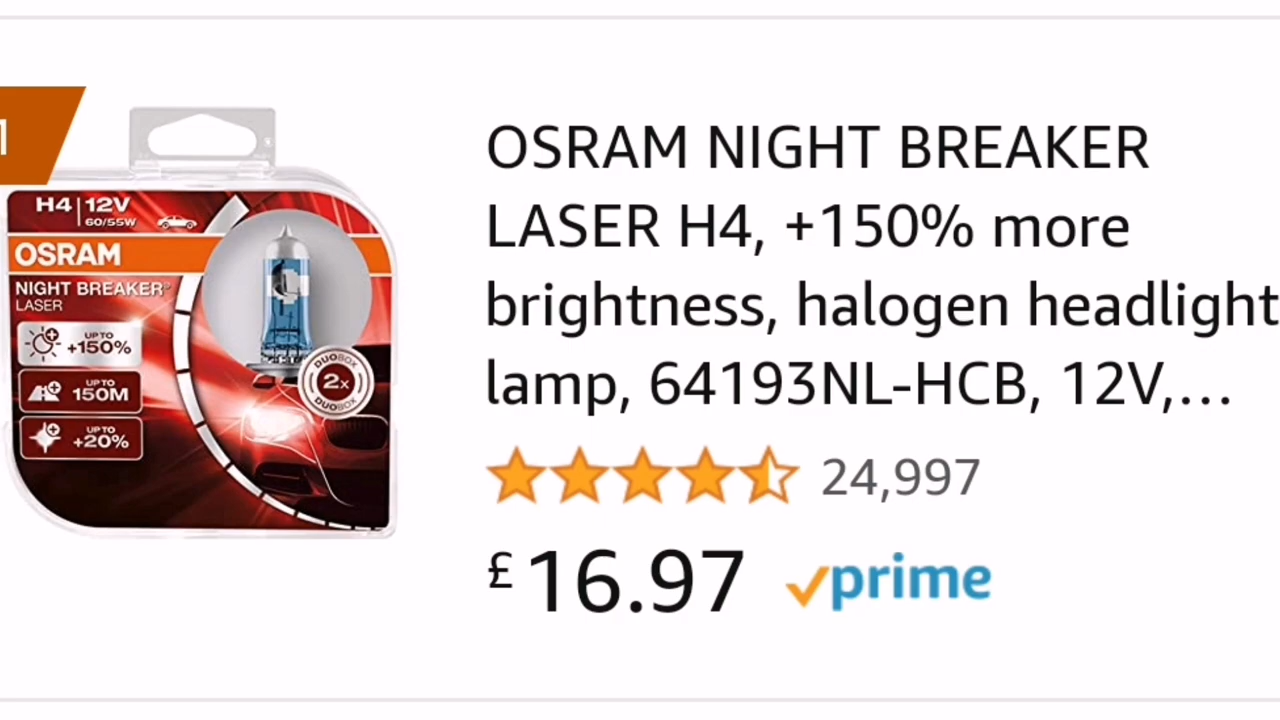 1
H4 | 12V
60/55W
OSRAM
NIGHT BREAKER®
LASER
UP TO
+150%
UP TO
150M
UP TO
+20%
DUOBOX
2x
DUOBOX
OSRAM NIGHT BREAKER
LASER H4, +150% more
brightness, halogen headlight
lamp, 64193NL-HCB, 12V,...
24,997
£16.97
prime